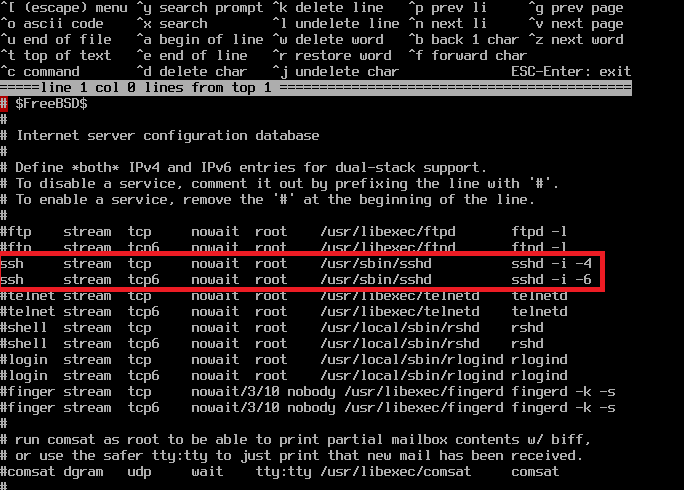 ^[ (escape) menu ^y search prompt ^k delete line ^p prev li ^g prev page
^o ascii code ^x search ^l undelete line ^n next li ^v next page
^u end of file ^a begin of line ^w delete word ^b back 1 char ^z next word
^t top of text ^e end of line ^r restore word ^f forward char
^c command ^d delete char ^j undelete char ESC-Enter: exit
=====line 1 col 0 lines from top 1 ============================================
# $FreeBSD$
#
# Internet server configuration database
#
# Define *both* IPv4 and IPv6 entries for dual-stack support.
# To disable a service, comment it out by prefixing the line with '#'.
# To enable a service, remove the '#' at the beginning of the line.
#
#ftp stream tcp nowait root /usr/libexec/ftpd ftpd -l
#ftp stream tcp6 nowait root /usr/libexec/ftpd ftpd -l
ssh stream tcp nowait root /usr/sbin/sshd sshd -i -4
ssh stream tcp6 nowait root /usr/sbin/sshd sshd -i -6
#telnet stream tcp nowait root /usr/libexec/telnetd telnetd
#telnet stream tcp6 nowait root /usr/libexec/telnetd telnetd
#shell stream tcp nowait root /usr/local/sbin/rshd rshd
#shell stream tcp6 nowait root /usr/local/sbin/rshd rshd
#login stream tcp nowait root /usr/local/sbin/rlogind rlogind
#login stream tcp6 nowait root /usr/local/sbin/rlogind rlogind
#finger stream tcp nowait/3/10 nobody /usr/libexec/fingerd fingerd -k -s
#finger stream tcp6 nowait/3/10 nobody /usr/libexec/fingerd fingerd -k -s
#
# run comsat as root to be able to print partial mailbox contents w/ biff,
# or use the safer tty:tty to just print that new mail has been received.
#comsat dgram udp wait tty:tty /usr/libexec/comsat comsat
#